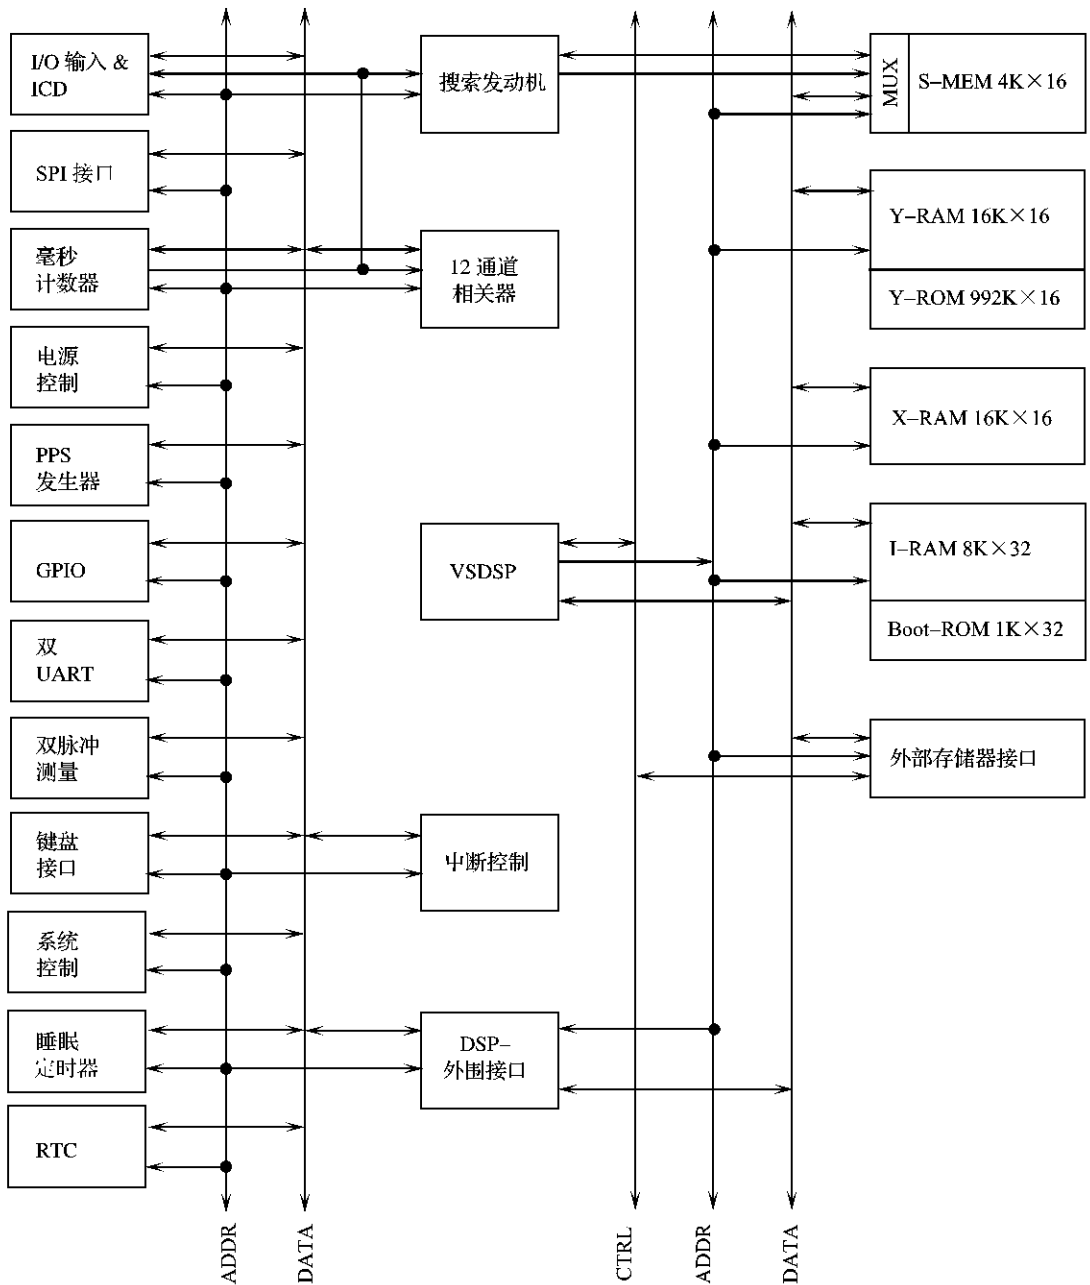 I/O 输入 &
ICD
SPI 接口
毫秒
计数器
电源
控制
PPS
发生器
GPIO
双
UART
双脉冲
测量
键盘
接口
系统
控制
睡眠
定时器
RTC
搜索发动机
12 通道
相关器
VSDSP
中断控制
DSP-
外围接口
MUX
S-MEM 4K×16
Y-RAM 16K×16
Y-ROM 992K×16
X-RAM 16K×16
I-RAM 8K×32
Boot-ROM 1K×32
外部存储器接口
ADDR
DATA
CTRL
ADDR
DATA